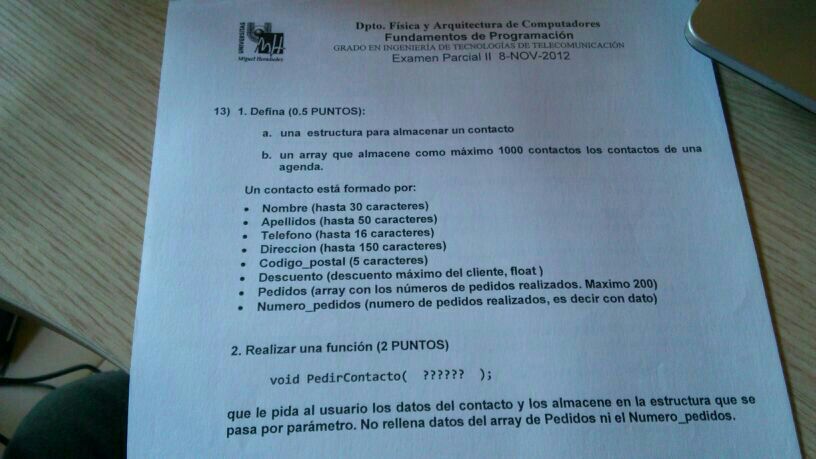 Dpto. Física y Arquitectura de Computadores
Fundamentos de Programación
GRADO EN INGENIERÍA DE TECNOLOGÍAS DE TELECOMUNICACIÓN
Examen Parcial II 8-NOV-2012
UNIVERSITAS
Miguel Hernández
13) 1. Defina (0.5 PUNTOS):
a. una estructura para almacenar un contacto
b. un array que almacene como máximo 1000 contactos los contactos de una
agenda.
Un contacto está formado por:
• Nombre (hasta 30 caracteres)
• Apellidos (hasta 50 caracteres)
• Telefono (hasta 16 caracteres)
• Direccion (hasta 150 caracteres)
• Codigo_postal (5 caracteres)
• Descuento (descuento máximo del cliente, float )
• Pedidos (array con los números de pedidos realizados. Maximo 200)
• Numero_pedidos (numero de pedidos realizados, es decir con dato)
2. Realizar una función (2 PUNTOS)
void PedirContacto( ?????? );
que le pida al usuario los datos del contacto y los almacene en la estructura que se
pasa por parámetro. No rellena datos del array de Pedidos ni el Numero_pedidos.